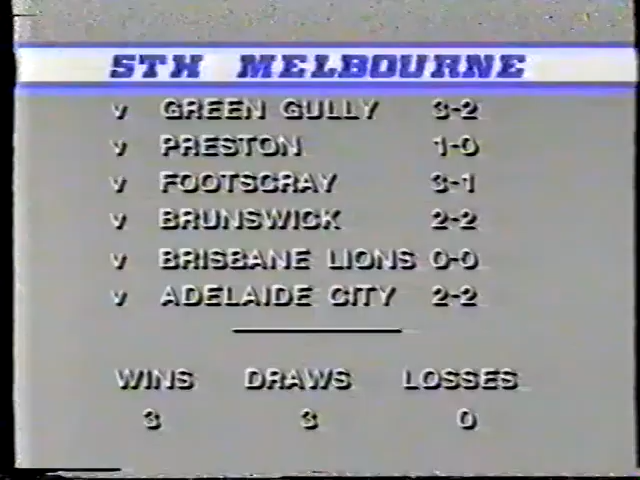 STH MELBOURNE
v GREEN GULLY 3-2
v PRESTON 1-0
v FOOTSCRAY 3-1
v BRUNSWICK 2-2
v BRISBANE LIONS 0-0
v ADELAIDE CITY 2-2
WINS DRAWS LOSSES
3 3 0